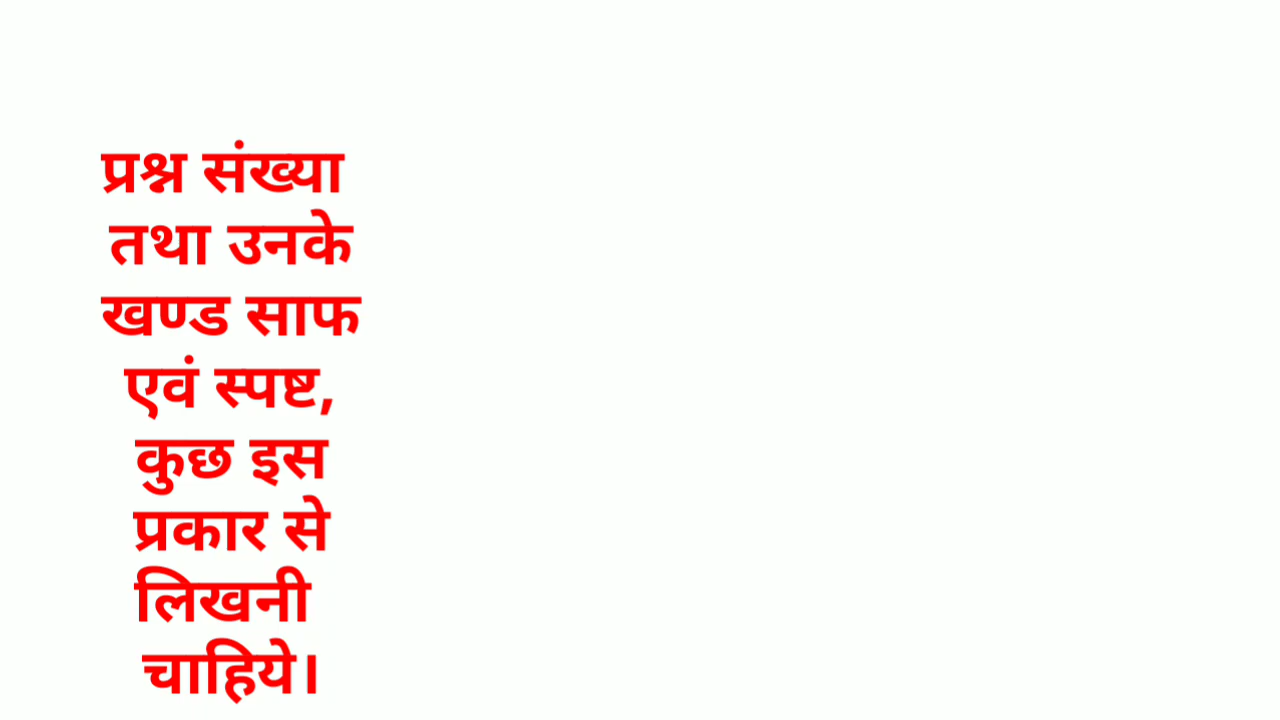 प्रश्न संख्या
तथा उनके
खण्ड साफ
एवं स्पष्ट,
कुछ इस
प्रकार से
लिखनी
चाहिये।